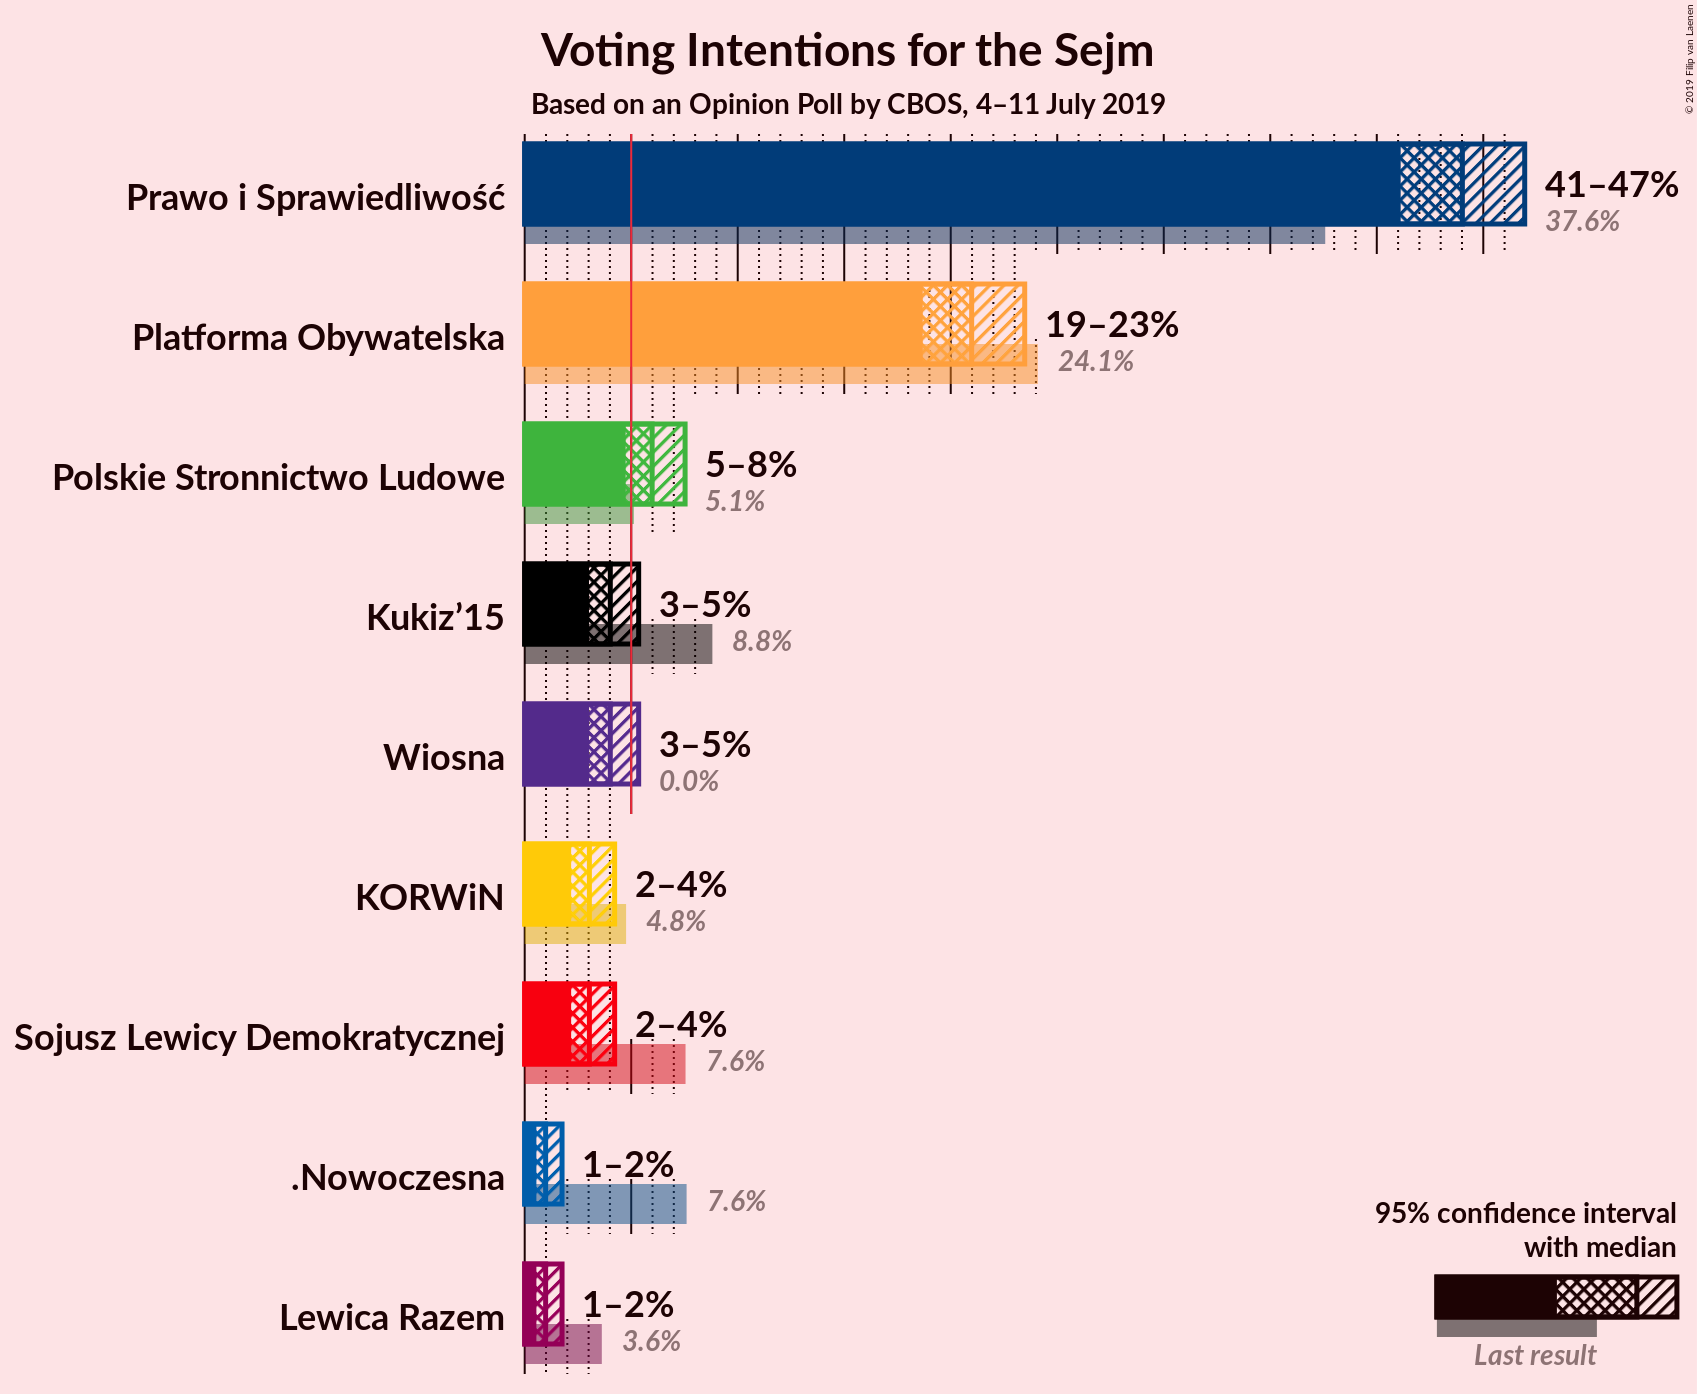 Voting Intentions for the Sejm
Based on an Opinion Poll by CBOS, 4–11 July 2019
© 2019 Filip van Laenen
Prawo i Sprawiedliwość
41–47%
37.6%
Platforma Obywatelska
19–23%
24.1%
Polskie Stronnictwo Ludowe
5–8%
5.1%
Kukiz’15
3–5%
8.8%
Wiosna
3–5%
0.0%
KORWiN
2–4%
4.8%
Sojusz Lewicy Demokratycznej
2–4%
7.6%
.Nowoczesna
1–2%
7.6%
Lewica Razem
1–2%
3.6%
95% confidence interval
with median
Last result